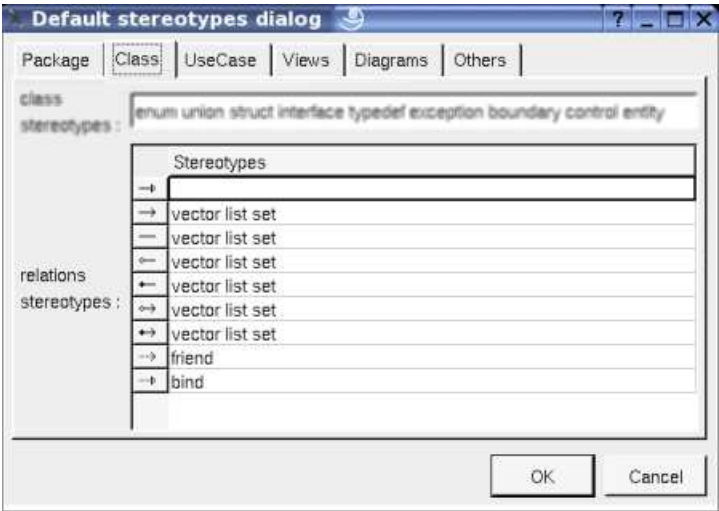 Default stereotypes dialog
Package Class UseCase Views Diagrams Others
class
stereotypes :
enum union struct interface typedef exception boundary control entity
Stereotypes
vector list set
vector list set
vector list set
vector list set
vector list set
vector list set
friend
bind
relations
stereotypes :
OK Cancel